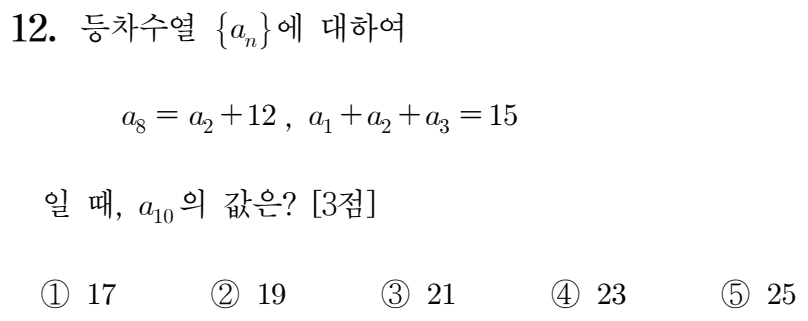 12. 등차수열 {aₙ}에 대하여
a₈ = a₂ + 12 , a₁ + a₂ + a₃ = 15
일 때, a₁₀의 값은? [3점]
① 17 ② 19 ③ 21 ④ 23 ⑤ 25